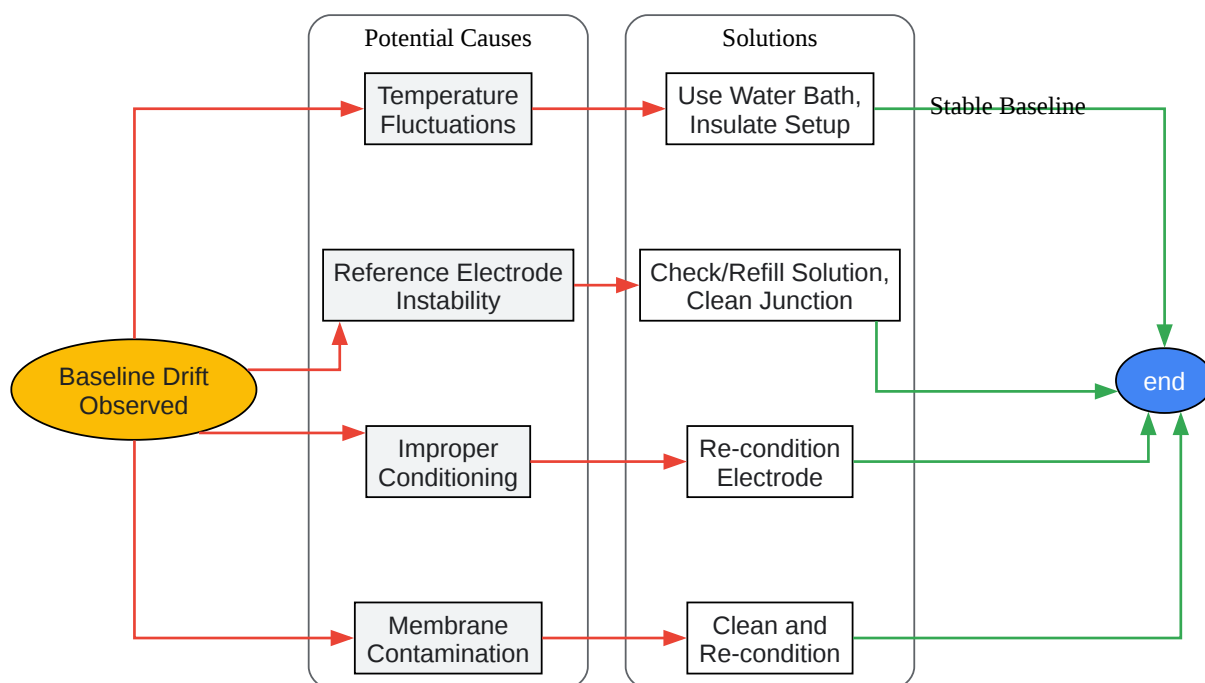 Potential Causes
Solutions
Temperature
Fluctuations
Use Water Bath,
Insulate Setup
Stable Baseline
Reference Electrode
Instability
Check/Refill Solution,
Clean Junction
Baseline Drift
Observed
end
Improper
Conditioning
Re-condition
Electrode
Membrane
Contamination
Clean and
Re-condition